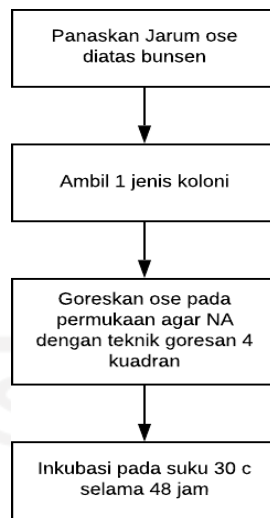 Panaskan Jarum ose
diatas bunsen
Ambil 1 jenis koloni
Goreskan ose pada
permukaan agar NA
dengan teknik goresan 4
kuadran
Inkubasi pada suku 30 c
selama 48 jam